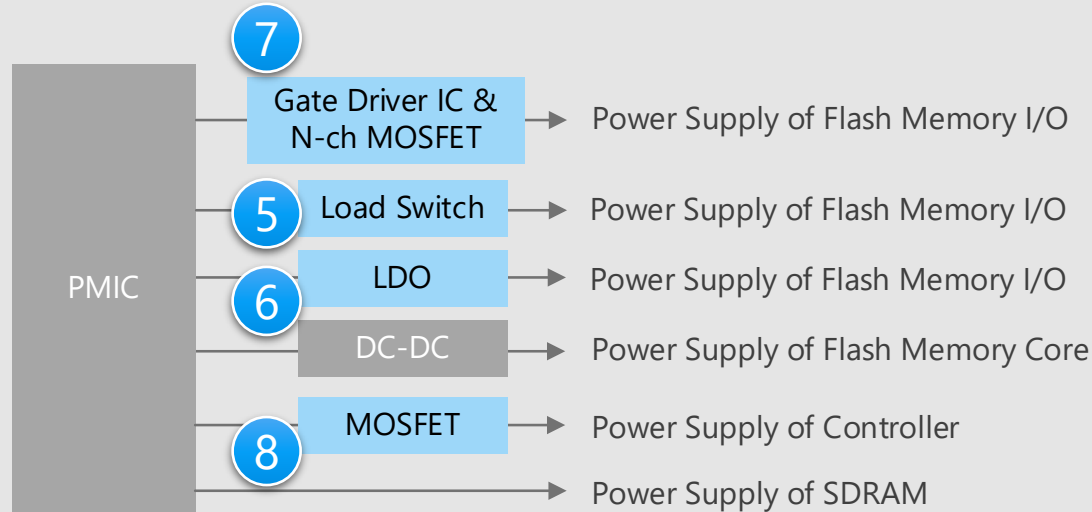 7
Gate Driver IC &
N-ch MOSFET
Power Supply of Flash Memory I/O
5
Load Switch
Power Supply of Flash Memory I/O
PMIC
6
LDO
Power Supply of Flash Memory I/O
DC-DC
Power Supply of Flash Memory Core
8
MOSFET
Power Supply of Controller
Power Supply of SDRAM